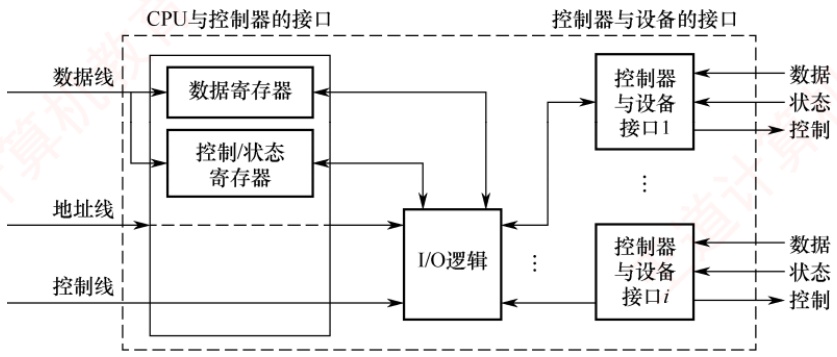 CPU与控制器的接口
控制器与设备的接口
数据线
数据寄存器
控制/状态
寄存器
地址线
控制线
I/O逻辑
控制器
与设备
接口1
数据
状态
控制
⋮
⋮
控制器
与设备
接口i
数据
状态
控制